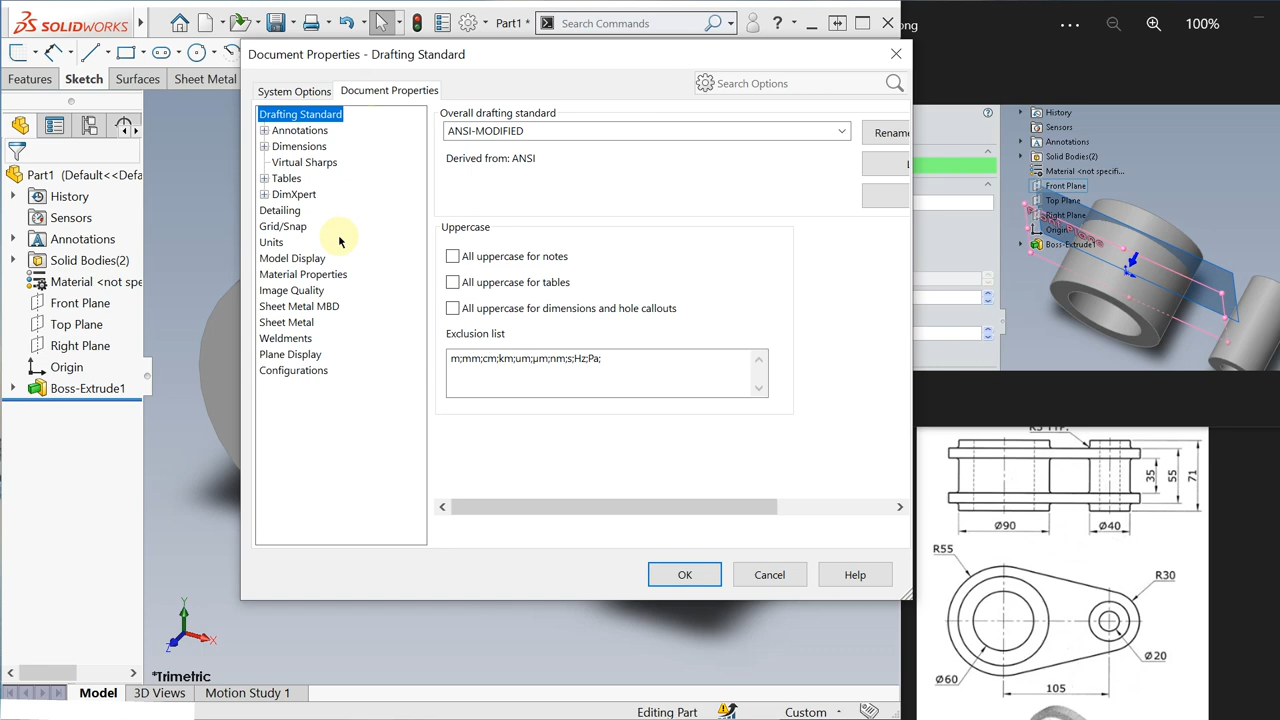 SOLIDWORKS
Part1 *
Search Commands
?
ong
100%
Features
Sketch
Surfaces
Sheet Metal
Document Properties - Drafting Standard
System Options
Document Properties
Search Options
Drafting Standard
Annotations
Dimensions
Virtual Sharps
Tables
DimXpert
Detailing
Grid/Snap
Units
Model Display
Material Properties
Image Quality
Sheet Metal MBD
Sheet Metal
Weldments
Plane Display
Configurations
Overall drafting standard
ANSI-MODIFIED
Rename
Derived from: ANSI
Uppercase
All uppercase for notes
All uppercase for tables
All uppercase for dimensions and hole callouts
Exclusion list
m;mm;cm;km;um;µm;nm;s;Hz;Pa;
OK
Cancel
Help
Part1 (Default<<Defa
History
Sensors
Annotations
Solid Bodies(2)
Material <not spe
Front Plane
Top Plane
Right Plane
Origin
Boss-Extrude1
Y
X
Z
*Trimetric
Model
3D Views
Motion Study 1
Editing Part
Custom
History
Sensors
Annotations
Solid Bodies(2)
Material <not specifi...
Front Plane
Top Plane
Right Plane
Origin
Boss-Extrude1
R3 TYP.
35
55
71
Ø90
Ø40
R55
R30
Ø20
Ø60
105